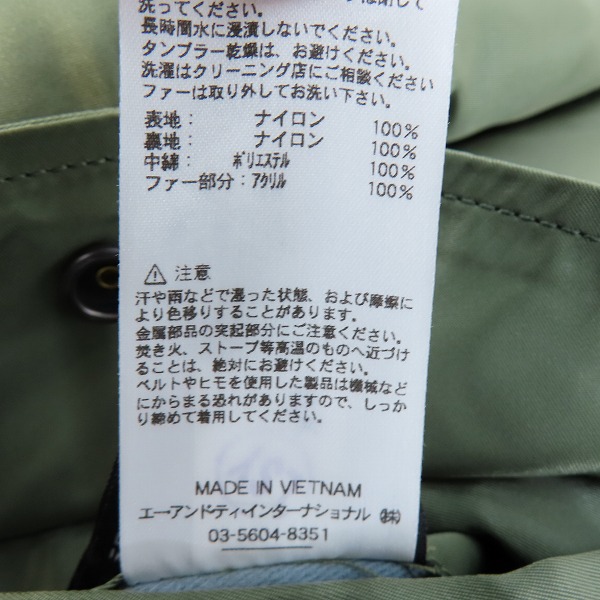 洗ってください。
長時間水に浸漬しないでください。
タンブラー乾燥は、お避けください。
洗濯はクリーニング店にご相談ください
ファーは取り外してお洗い下さい。
表地: ナイロン 100%
裏地: ナイロン 100%
中綿: ポリエステル 100%
ファー部分:アクリル 100%
⚠ 注意
汗や雨などで湿った状態、および摩擦に
より色移りすることがあります。
金属部品の突起部分にご注意ください。
焚き火、ストーブ等高温のものへ近づけ
ることは、絶対にお避けください。
ベルトやヒモを使用した製品は機械など
にからまる恐れがありますので、しっか
り締めて着用してください。
MADE IN VIETNAM
エー・アンド・ティ・インターナショナル ㈱
03-5604-8351